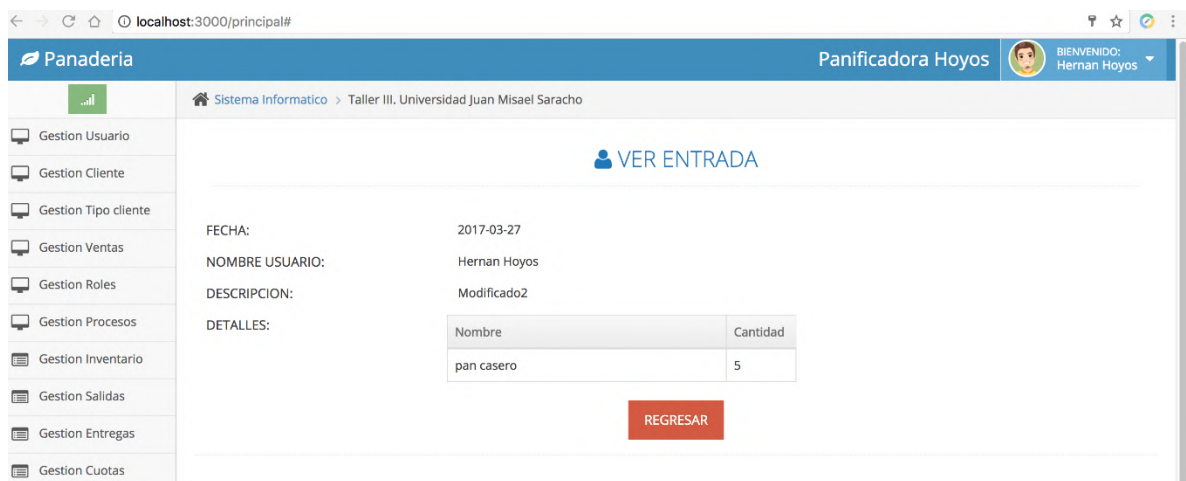 localhost:3000/principal#
Panaderia
Panificadora Hoyos
BIENVENIDO:
Hernan Hoyos
Sistema Informatico > Taller III. Universidad Juan Misael Saracho
Gestion Usuario
Gestion Cliente
Gestion Tipo cliente
Gestion Ventas
Gestion Roles
Gestion Procesos
Gestion Inventario
Gestion Salidas
Gestion Entregas
Gestion Cuotas
VER ENTRADA
FECHA: 2017-03-27
NOMBRE USUARIO: Hernan Hoyos
DESCRIPCION: Modificado2
DETALLES:
Nombre Cantidad
pan casero 5
REGRESAR